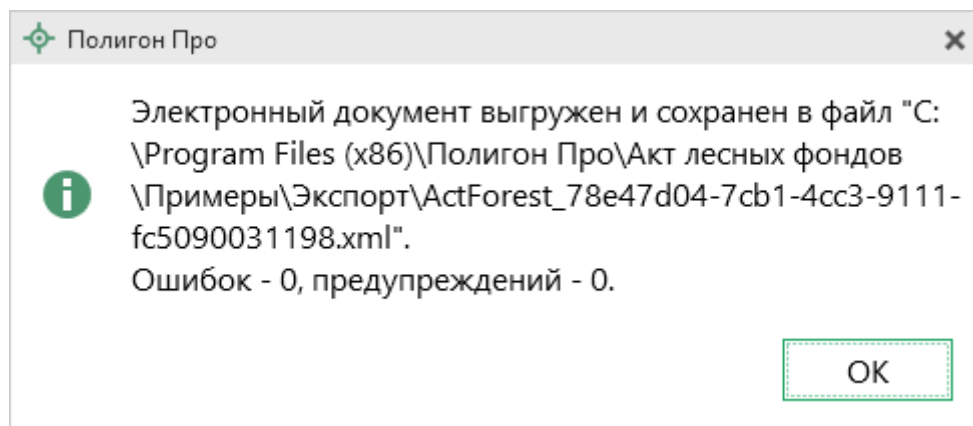 Полигон Про
Электронный документ выгружен и сохранен в файл "C:
\Program Files (x86)\Полигон Про\Акт лесных фондов
\Примеры\Экспорт\ActForest_78e47d04-7cb1-4cc3-9111-
fc5090031198.xml".
Ошибок - 0, предупреждений - 0.
ОК